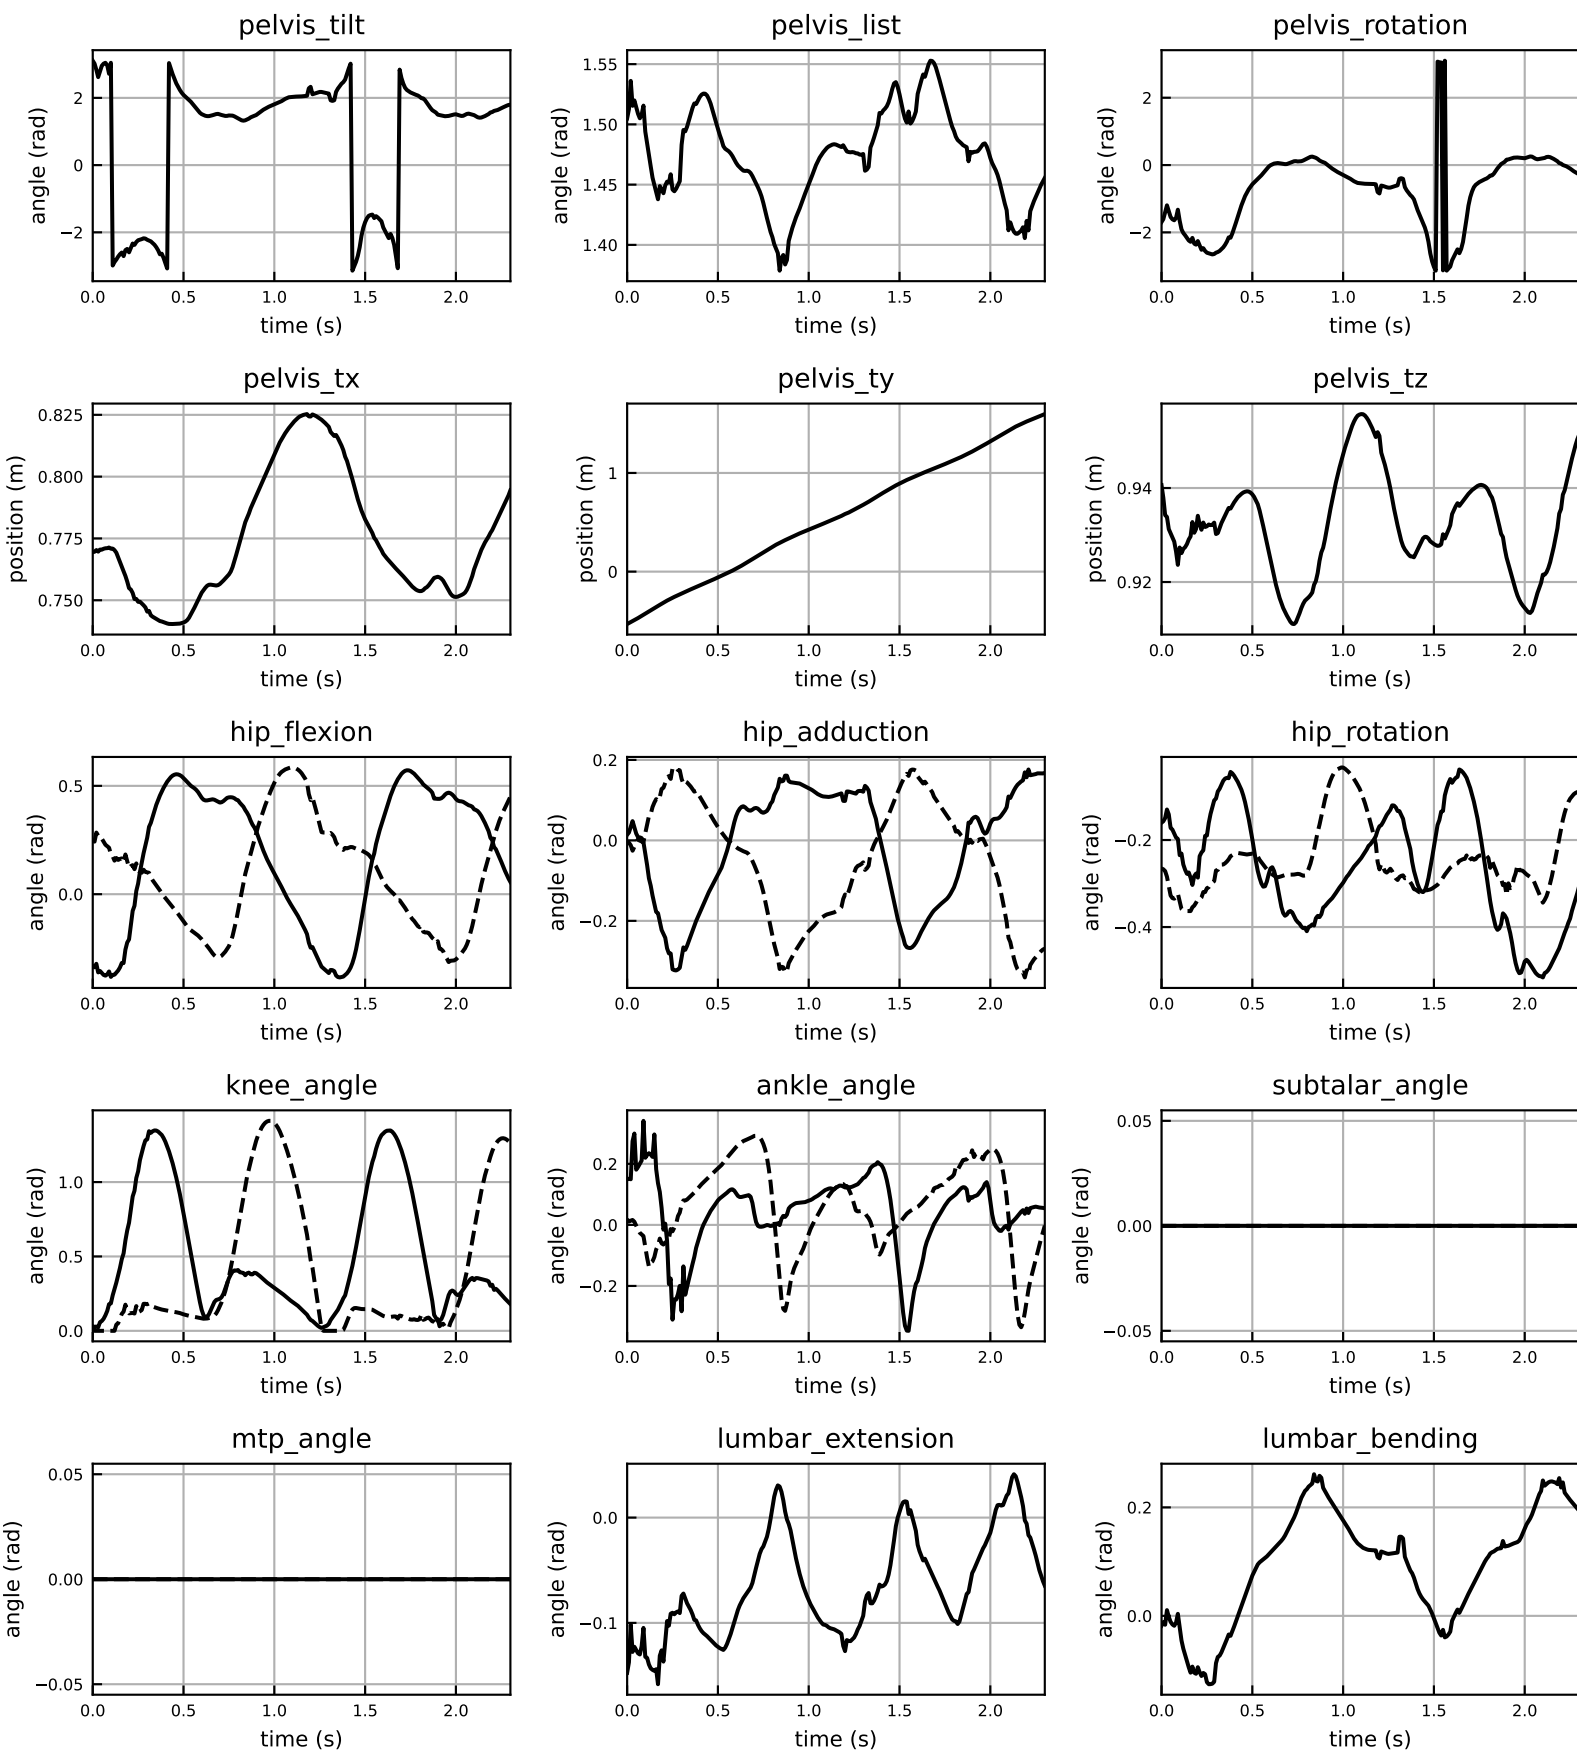 pelvis_tilt
pelvis_list
pelvis_rotation
angle (rad)
2
0
−2
0.0 0.5 1.0 1.5 2.0
time (s)
angle (rad)
1.55
1.50
1.45
1.40
0.0 0.5 1.0 1.5 2.0
time (s)
angle (rad)
2
0
−2
0.0 0.5 1.0 1.5 2.0
time (s)
pelvis_tx
pelvis_ty
pelvis_tz
position (m)
0.825
0.800
0.775
0.750
0.0 0.5 1.0 1.5 2.0
time (s)
position (m)
1
0
0.0 0.5 1.0 1.5 2.0
time (s)
position (m)
0.94
0.92
0.0 0.5 1.0 1.5 2.0
time (s)
hip_flexion
hip_adduction
hip_rotation
angle (rad)
0.5
0.0
0.0 0.5 1.0 1.5 2.0
time (s)
angle (rad)
0.2
0.0
−0.2
0.0 0.5 1.0 1.5 2.0
time (s)
angle (rad)
−0.2
−0.4
0.0 0.5 1.0 1.5 2.0
time (s)
knee_angle
ankle_angle
subtalar_angle
angle (rad)
1.0
0.5
0.0
0.0 0.5 1.0 1.5 2.0
time (s)
angle (rad)
0.2
0.0
−0.2
0.0 0.5 1.0 1.5 2.0
time (s)
angle (rad)
0.05
0.00
−0.05
0.0 0.5 1.0 1.5 2.0
time (s)
mtp_angle
lumbar_extension
lumbar_bending
angle (rad)
0.05
0.00
−0.05
0.0 0.5 1.0 1.5 2.0
time (s)
angle (rad)
0.0
−0.1
0.0 0.5 1.0 1.5 2.0
time (s)
angle (rad)
0.2
0.0
0.0 0.5 1.0 1.5 2.0
time (s)